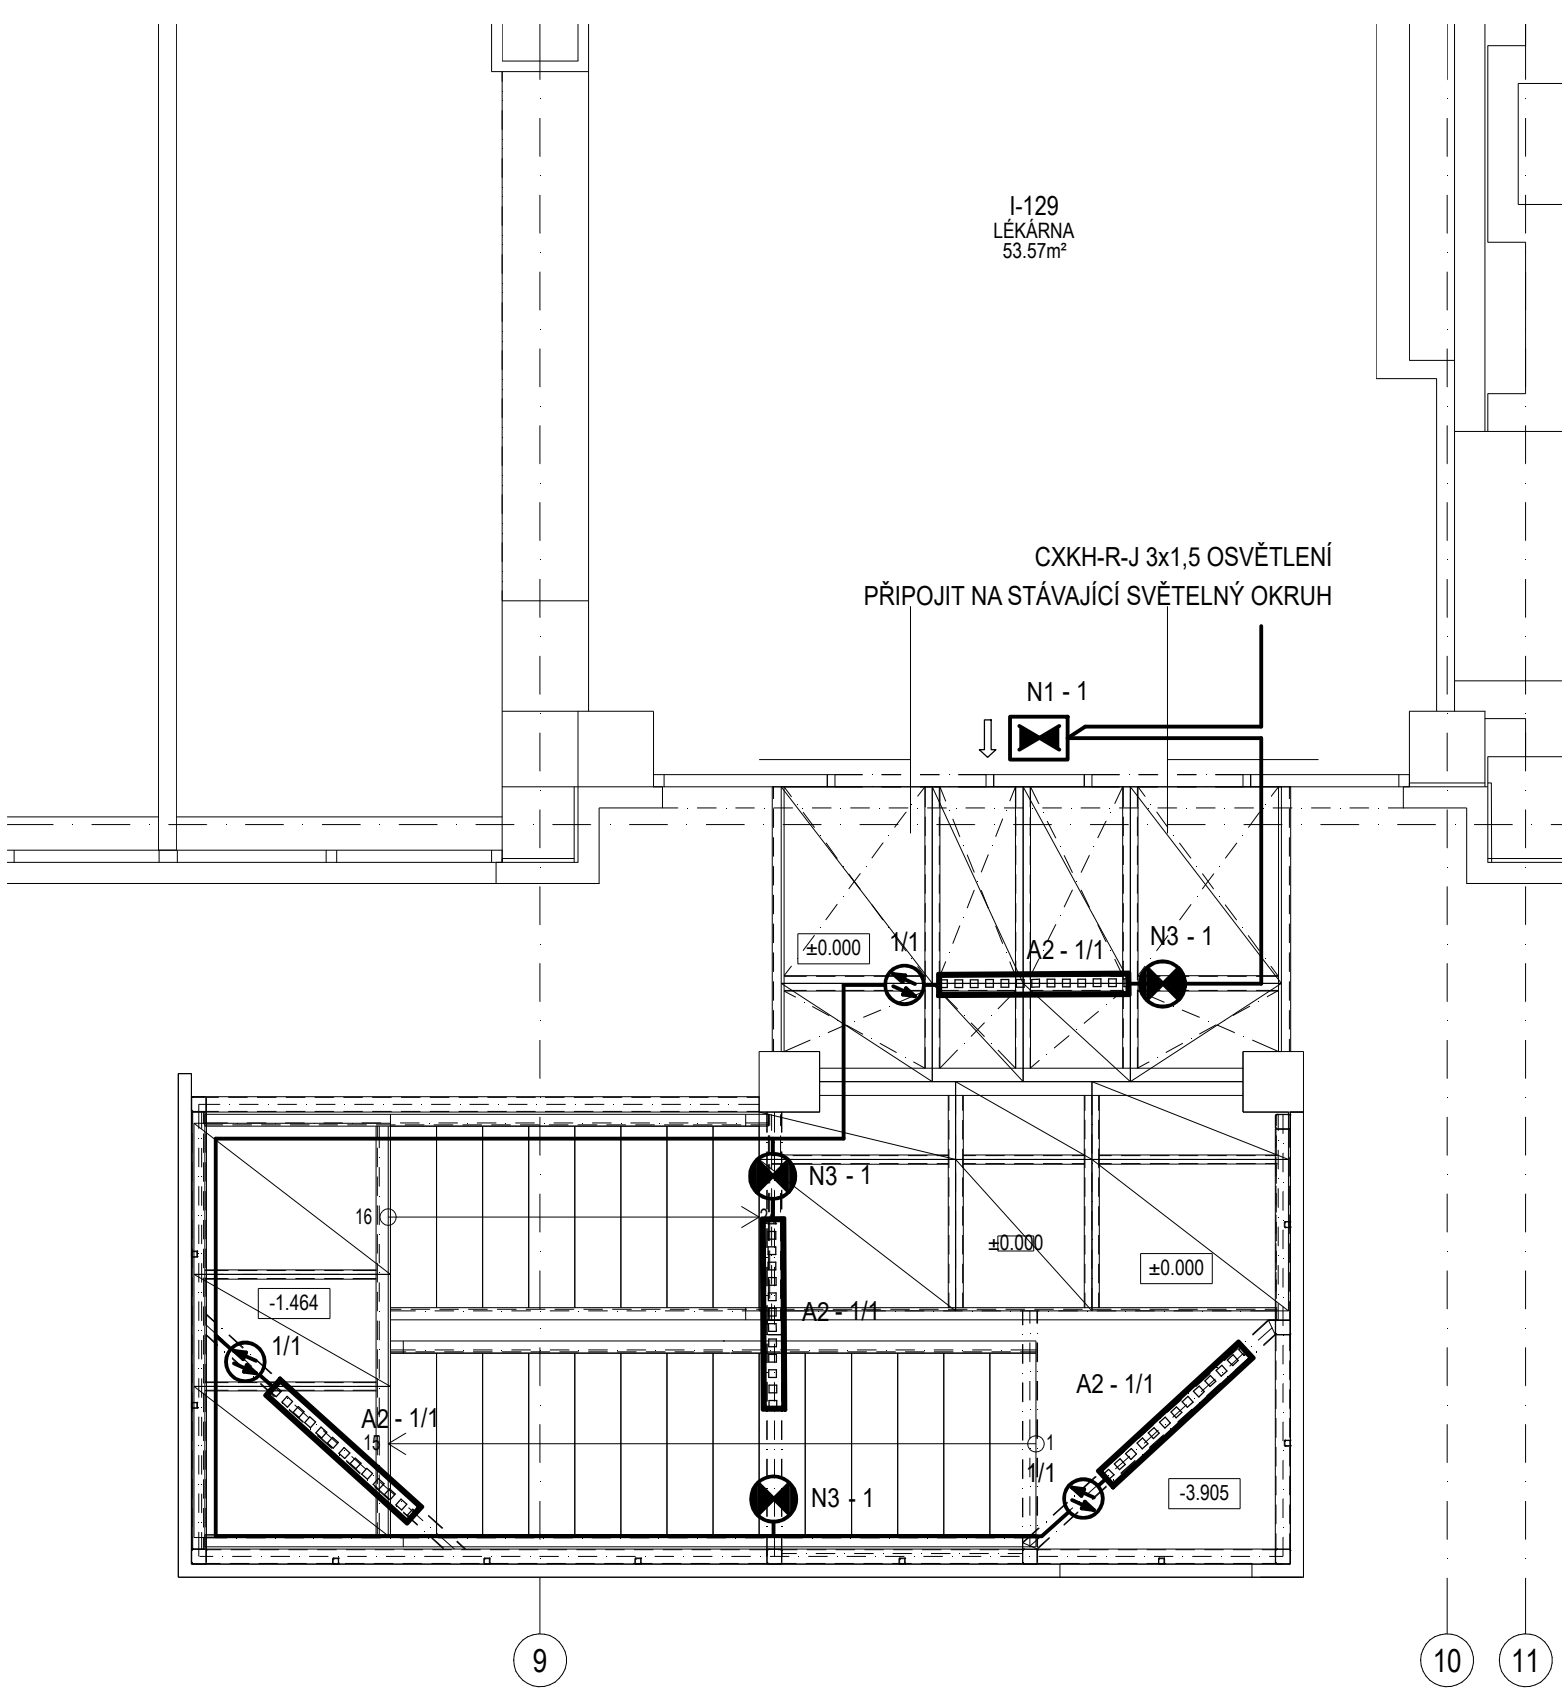 I-129
LÉKÁRNA
53.57m²
CXKH-R-J 3x1,5 OSVĚTLENÍ
PŘIPOJIT NA STÁVAJÍCÍ SVĚTELNÝ OKRUH
N1 - 1
±0.000
1/1
A2 - 1/1
N3 - 1
N3 - 1
16
2
±0.000
±0.000
-1.464
A2 - 1/1
1/1
A2 - 1/1
A2 - 1/1
15
1
1/1
N3 - 1
-3.905
9
10
11